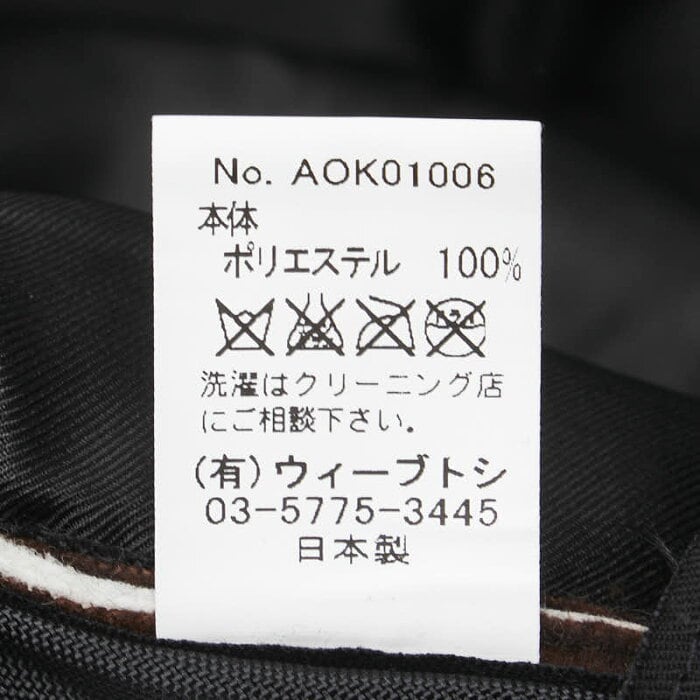 No. AOK01006
本体
ポリエステル 100%
洗濯はクリーニング店
にご相談下さい。
(有)ウィーブトシ
03-5775-3445
日本製